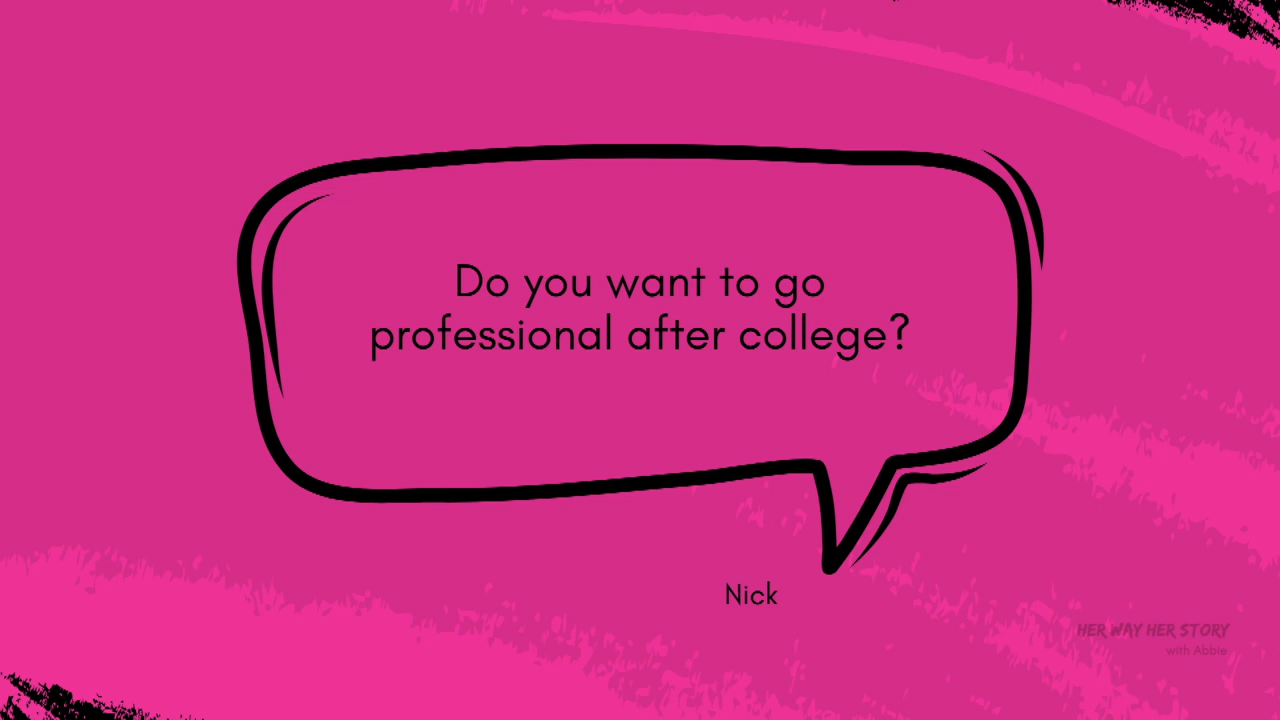 Do you want to go
professional after college?
Nick
HER WAY HER STORY
with Abbie